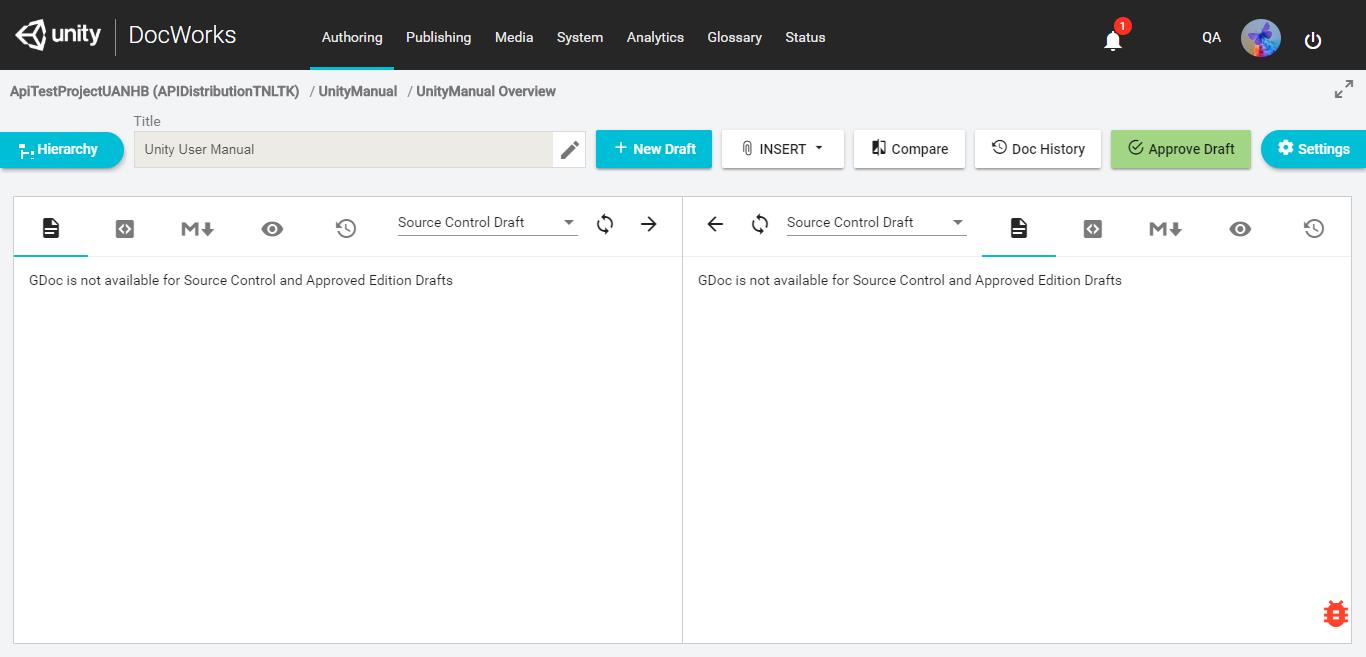 unity DocWorks Authoring Publishing Media System Analytics Glossary Status 1 QA
ApiTestProjectUANHB (APIDistributionTNLTK) / UnityManual / UnityManual Overview
Title
Hierarchy Unity User Manual + New Draft INSERT Compare Doc History Approve Draft Settings
M Source Control Draft Source Control Draft M
GDoc is not available for Source Control and Approved Edition Drafts GDoc is not available for Source Control and Approved Edition Drafts